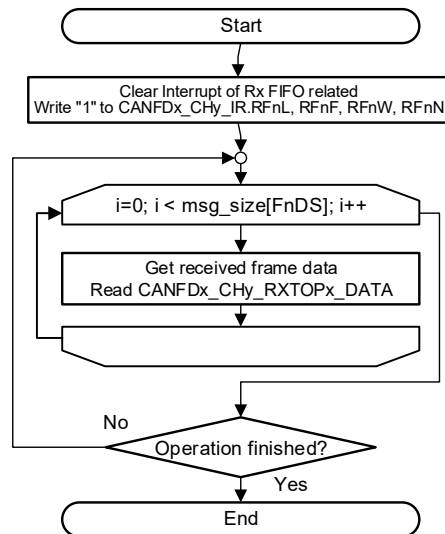 Start
Clear Interrupt of Rx FIFO related
Write "1" to CANFDx_CHy_IR.RFnL, RFnF, RFnW, RFnN
i=0; i < msg_size[FnDS]; i++
Get received frame data
Read CANFDx_CHy_RXTOPx_DATA
No
Operation finished?
Yes
End